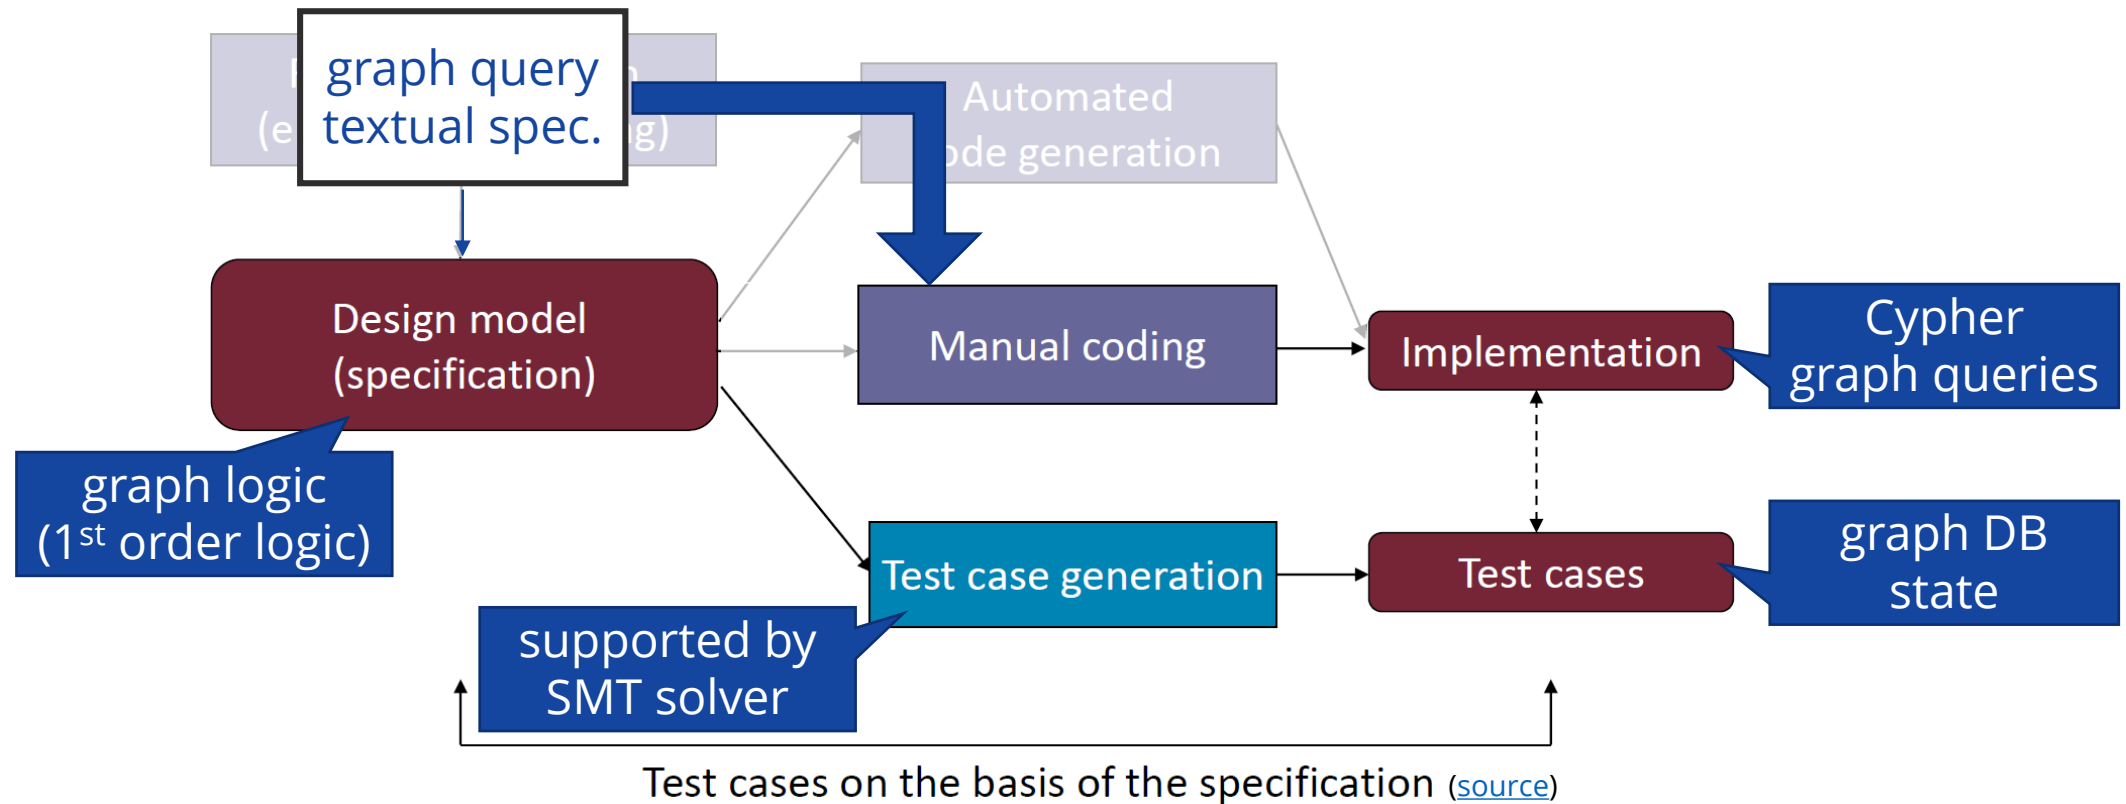 graph query
textual spec.
(e
g)
Automated
ode generation
Design model
(specification)
Manual coding
Implementation
Cypher
graph queries
graph logic
(1st order logic)
Test case generation
Test cases
graph DB
state
supported by
SMT solver
Test cases on the basis of the specification (source)